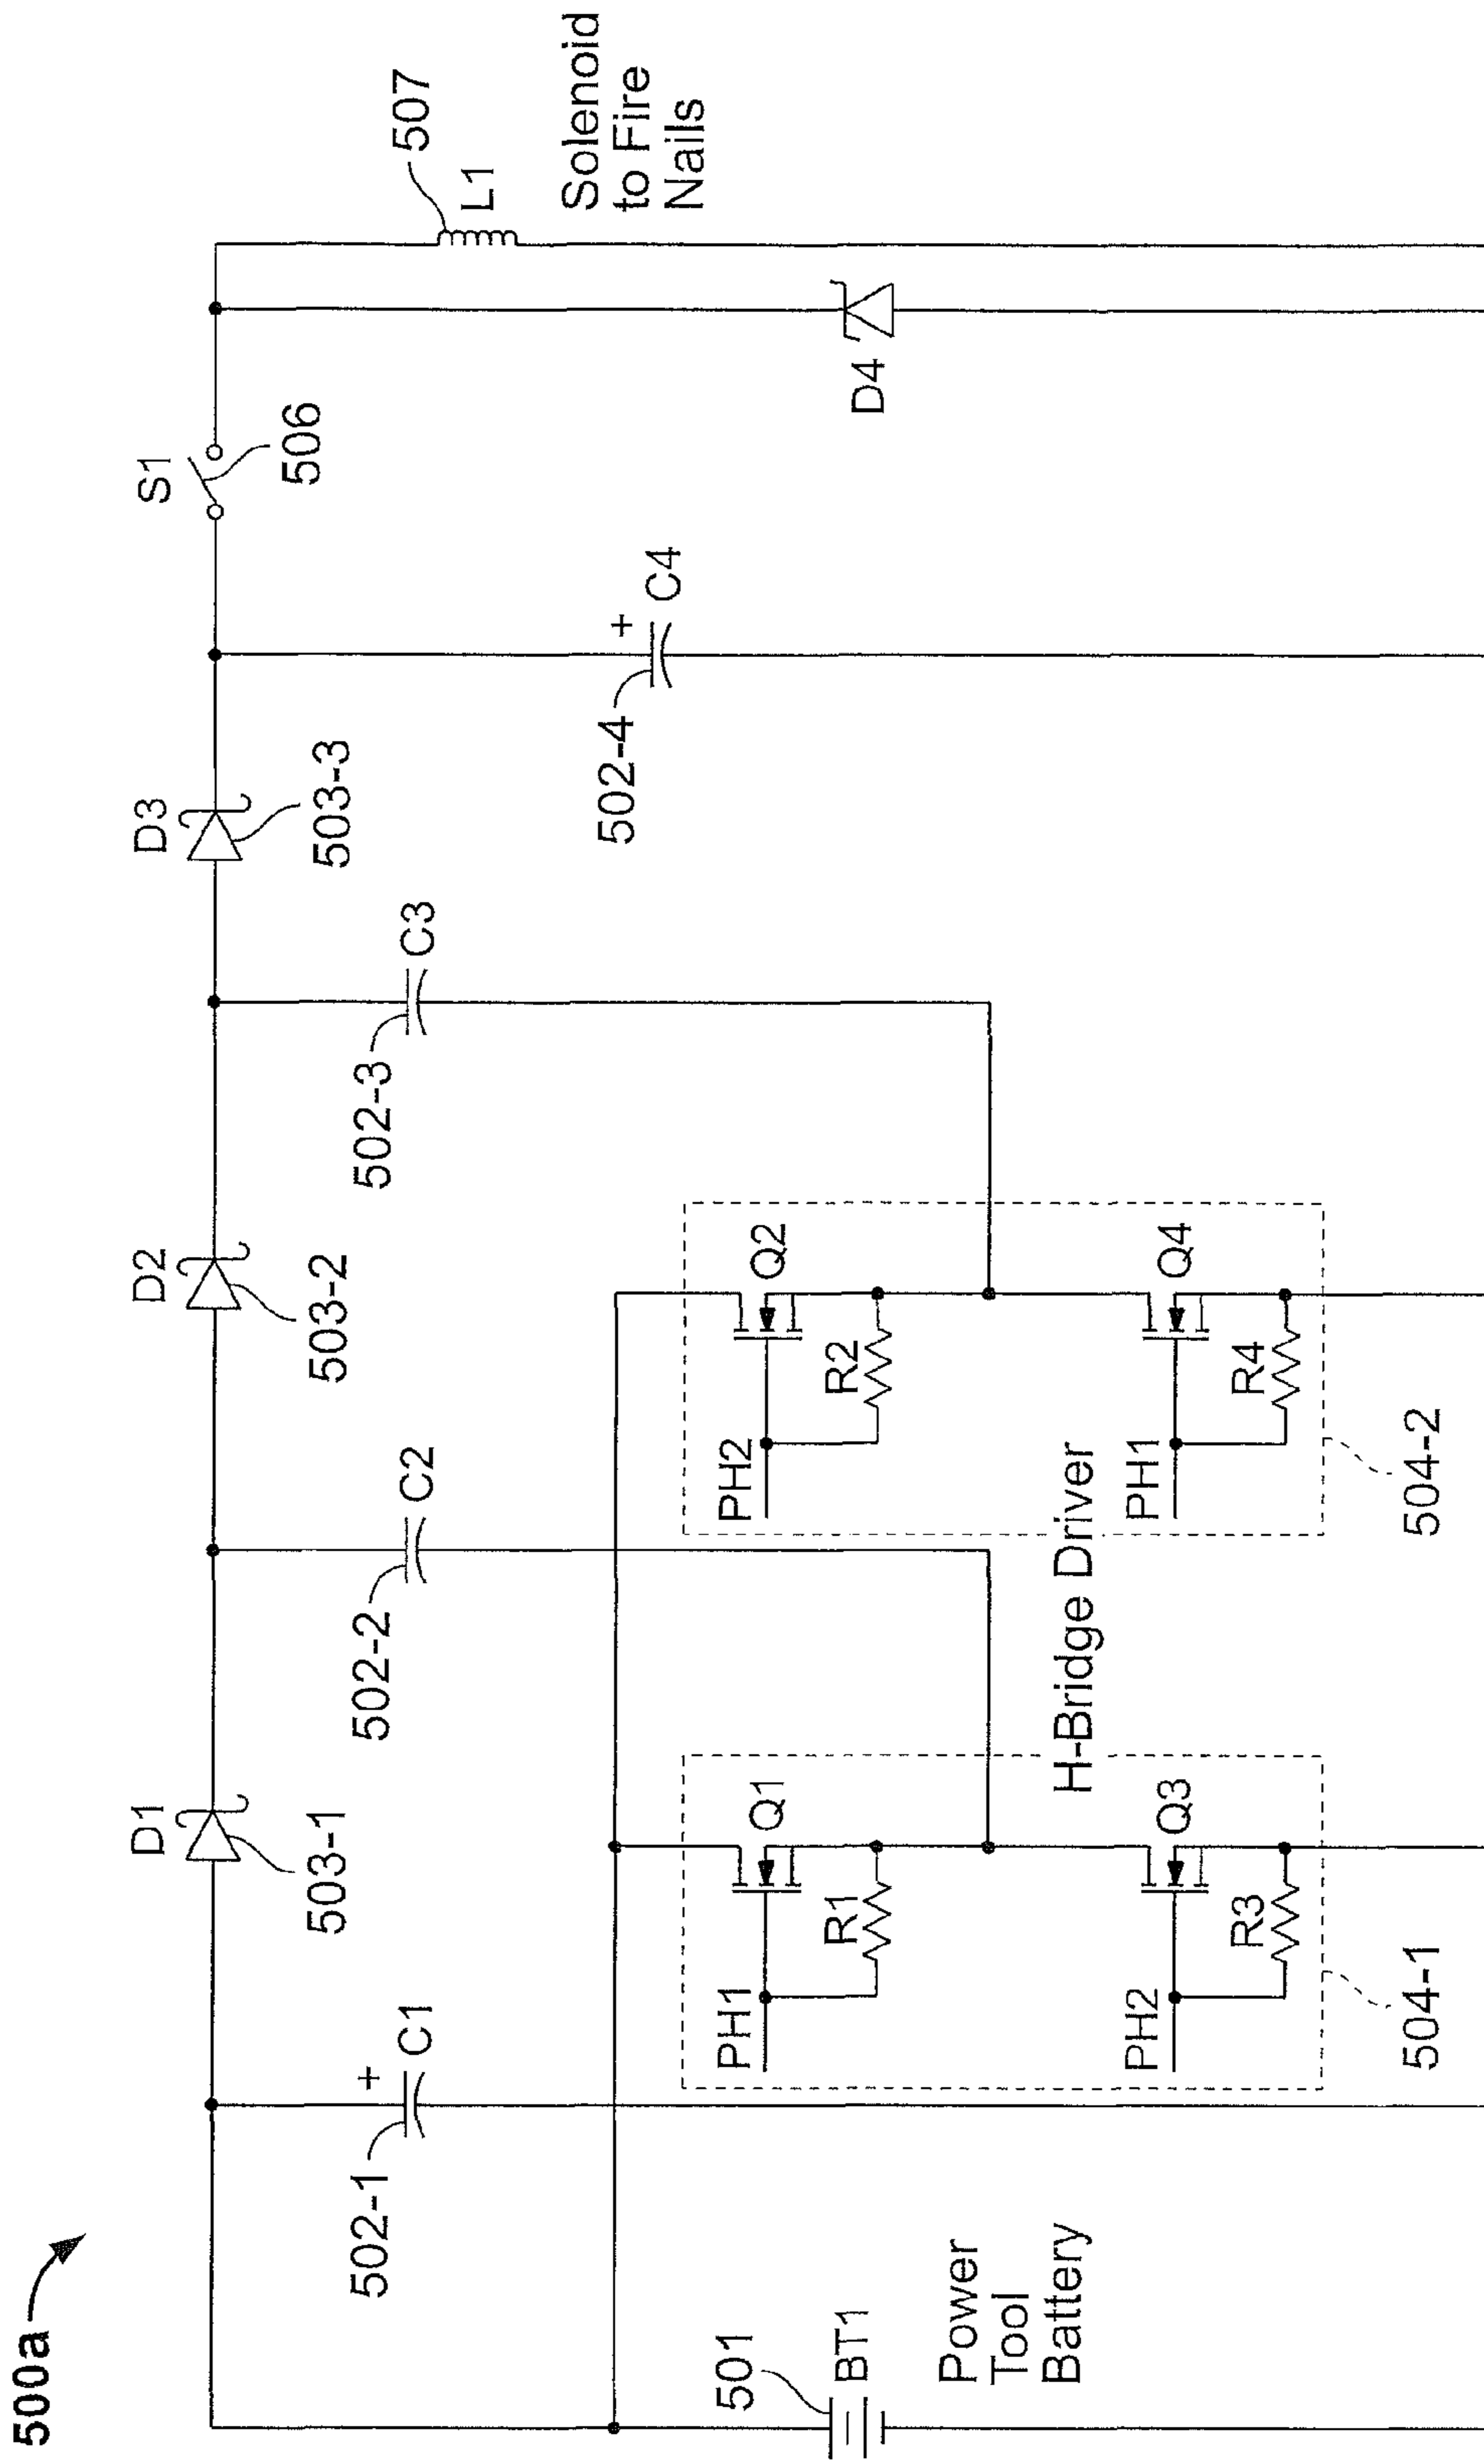 500a
D1
503-1
D2
503-2
D3
503-3
S1
506
507
L1
Solenoid
to Fire
Nails
502-1
+
C1
502-2
C2
502-3
C3
502-4
+
C4
D4
501
BT1
Power
Tool
Battery
PH1
Q1
R1
PH2
Q3
R3
504-1
H-Bridge Driver
PH2
Q2
R2
PH1
Q4
R4
504-2